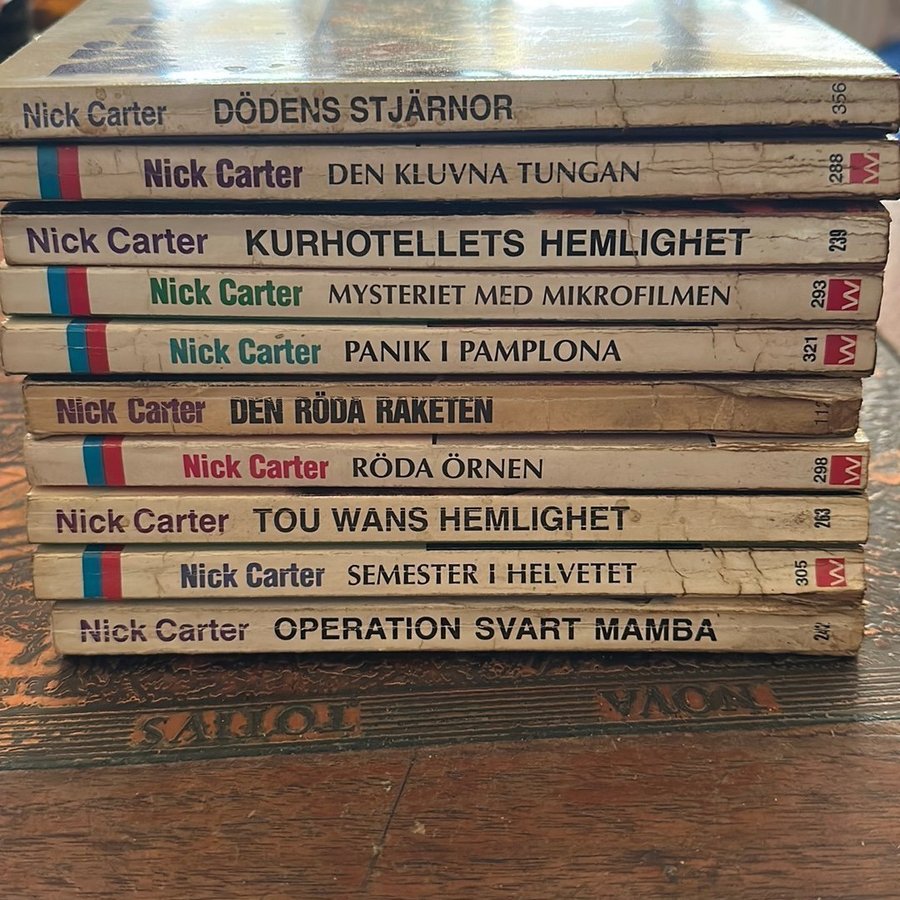 Nick Carter DÖDENS STJÄRNOR 356
Nick Carter DEN KLUVNA TUNGAN 288 W
Nick Carter KURHOTELLETS HEMLIGHET 239
Nick Carter MYSTERIET MED MIKROFILMEN 293 W
Nick Carter PANIK I PAMPLONA 321 W
Nick Carter DEN RÖDA RAKETEN
Nick Carter RÖDA ÖRNEN 298 W
Nick Carter TOU WANS HEMLIGHET 263
Nick Carter SEMESTER I HELVETET 305 W
Nick Carter OPERATION SVART MAMBA 242
NOVA TOTIVS